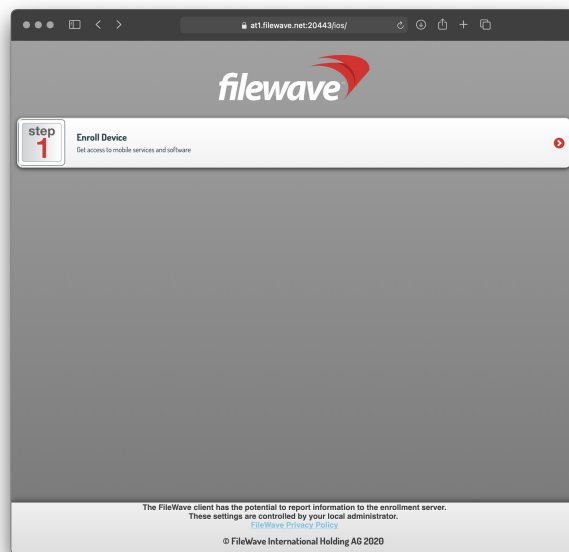 at1.filewave.net:20443/ios/
filewave
step
1
Enroll Device
Get access to mobile services and software
The FileWave client has the potential to report information to the enrollment server.
These settings are controlled by your local administrator.
FileWave Privacy Policy
© FileWave International Holding AG 2020